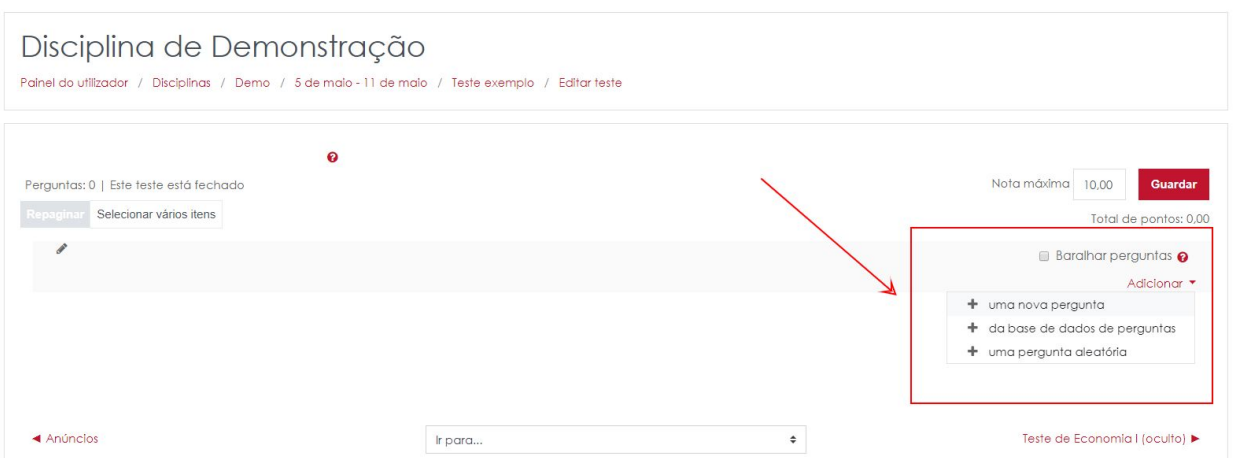 Disciplina de Demonstração
Painel do utilizador / Disciplinas / Demo / 5 de maio - 11 de maio / Teste exemplo / Editar teste
Perguntas: 0 | Este teste está fechado
Nota máxima 10,00 Guardar
Repaginar Selecionar vários itens
Total de pontos: 0,00
Baralhar perguntas
Adicionar
uma nova pergunta
da base de dados de perguntas
uma pergunta aleatória
◄ Anúncios
Ir para...
Teste de Economia I (oculto) ►